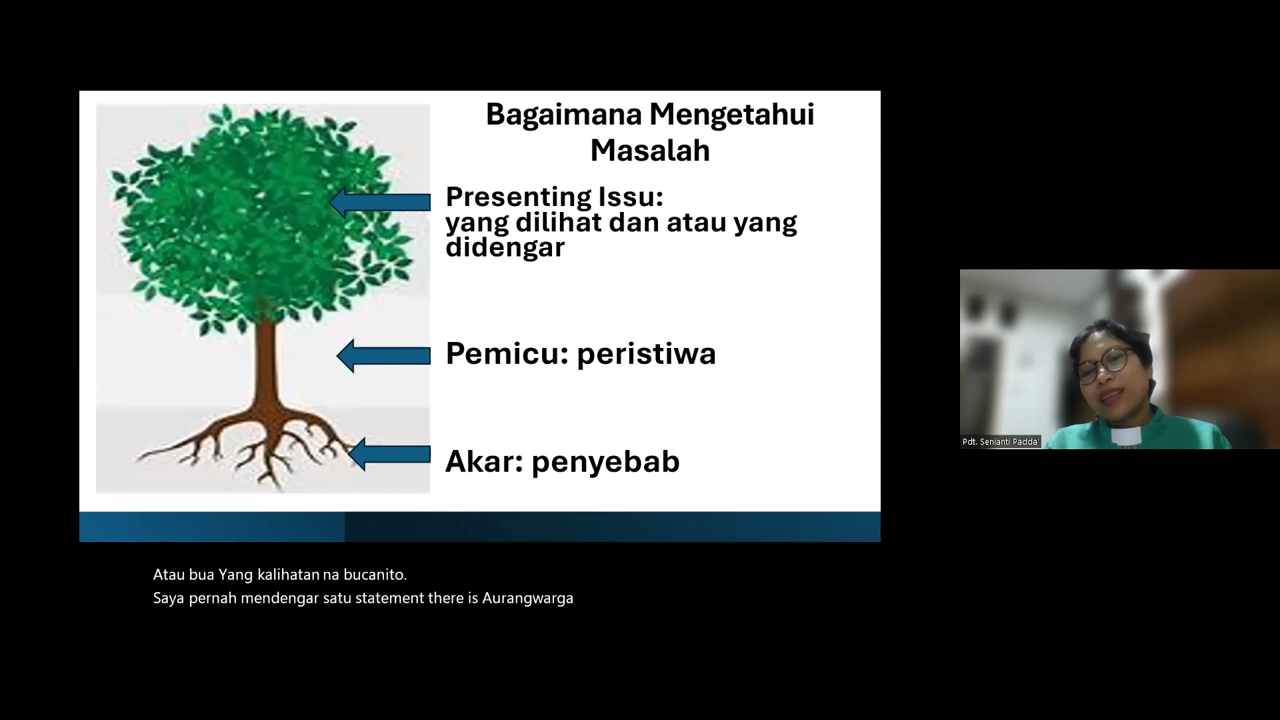 Bagaimana Mengetahui
Masalah
Presenting Issu:
yang dilihat dan atau yang
didengar
Pemicu: peristiwa
Akar: penyebab
Pdt. Senianti Padda'
Atau bua Yang kalihatan na bucanito.
Saya pernah mendengar satu statement there is Aurangwarga